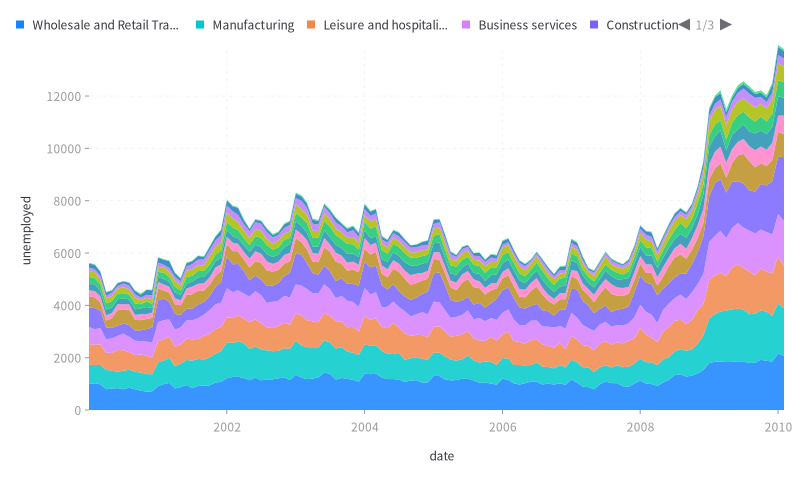 Wholesale and Retail Tra... Manufacturing Leisure and hospitali... Business services Construction 1/3
12000
10000
8000
6000
4000
2000
0
unemployed
2002 2004 2006 2008 2010
date